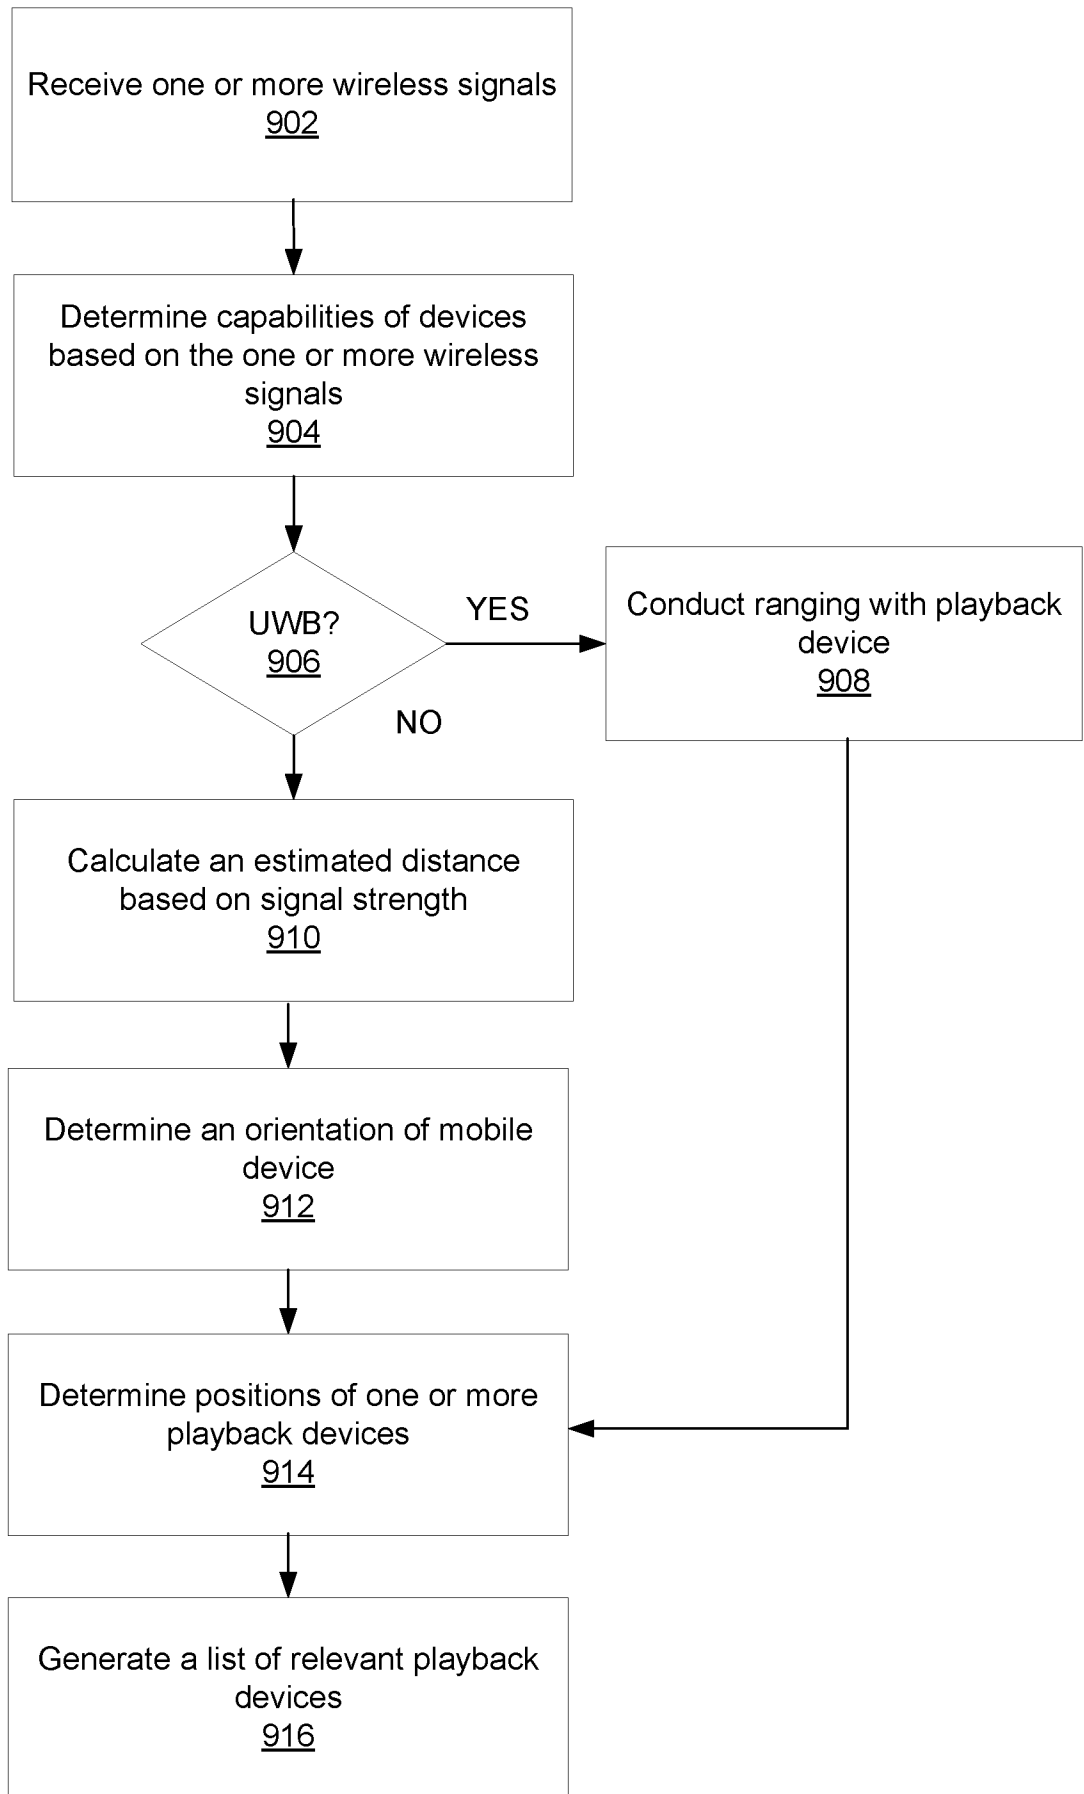 Receive one or more wireless signals
902
Determine capabilities of devices
based on the one or more wireless
signals
904
UWB?
906
YES
NO
Conduct ranging with playback
device
908
Calculate an estimated distance
based on signal strength
910
Determine an orientation of mobile
device
912
Determine positions of one or more
playback devices
914
Generate a list of relevant playback
devices
916